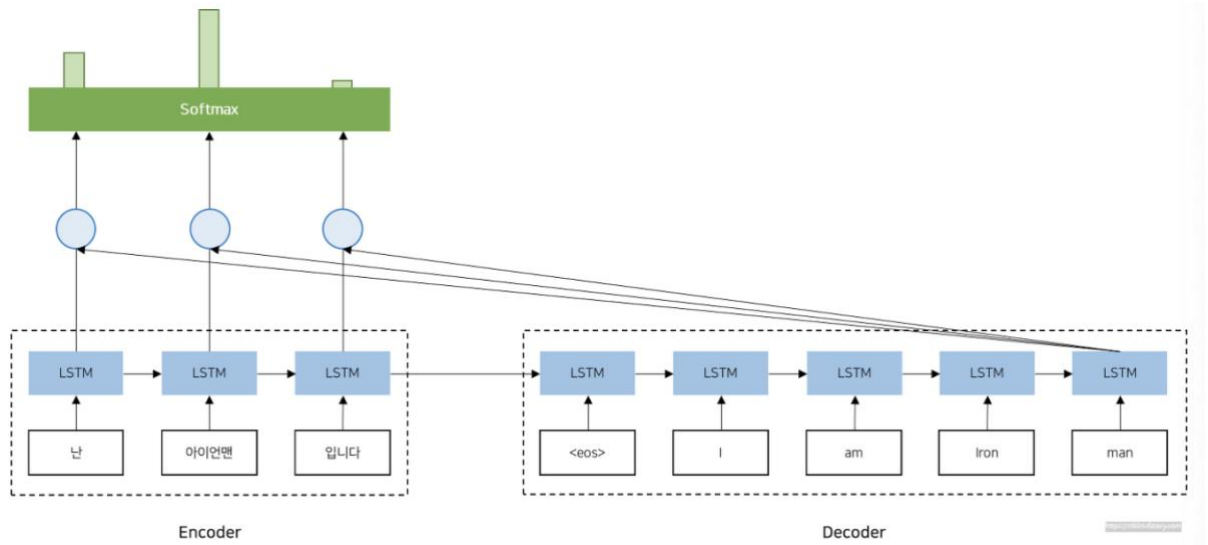 Softmax
LSTM LSTM LSTM LSTM LSTM LSTM LSTM LSTM
난 아이언맨 입니다 <eos> I am Iron man
Encoder Decoder